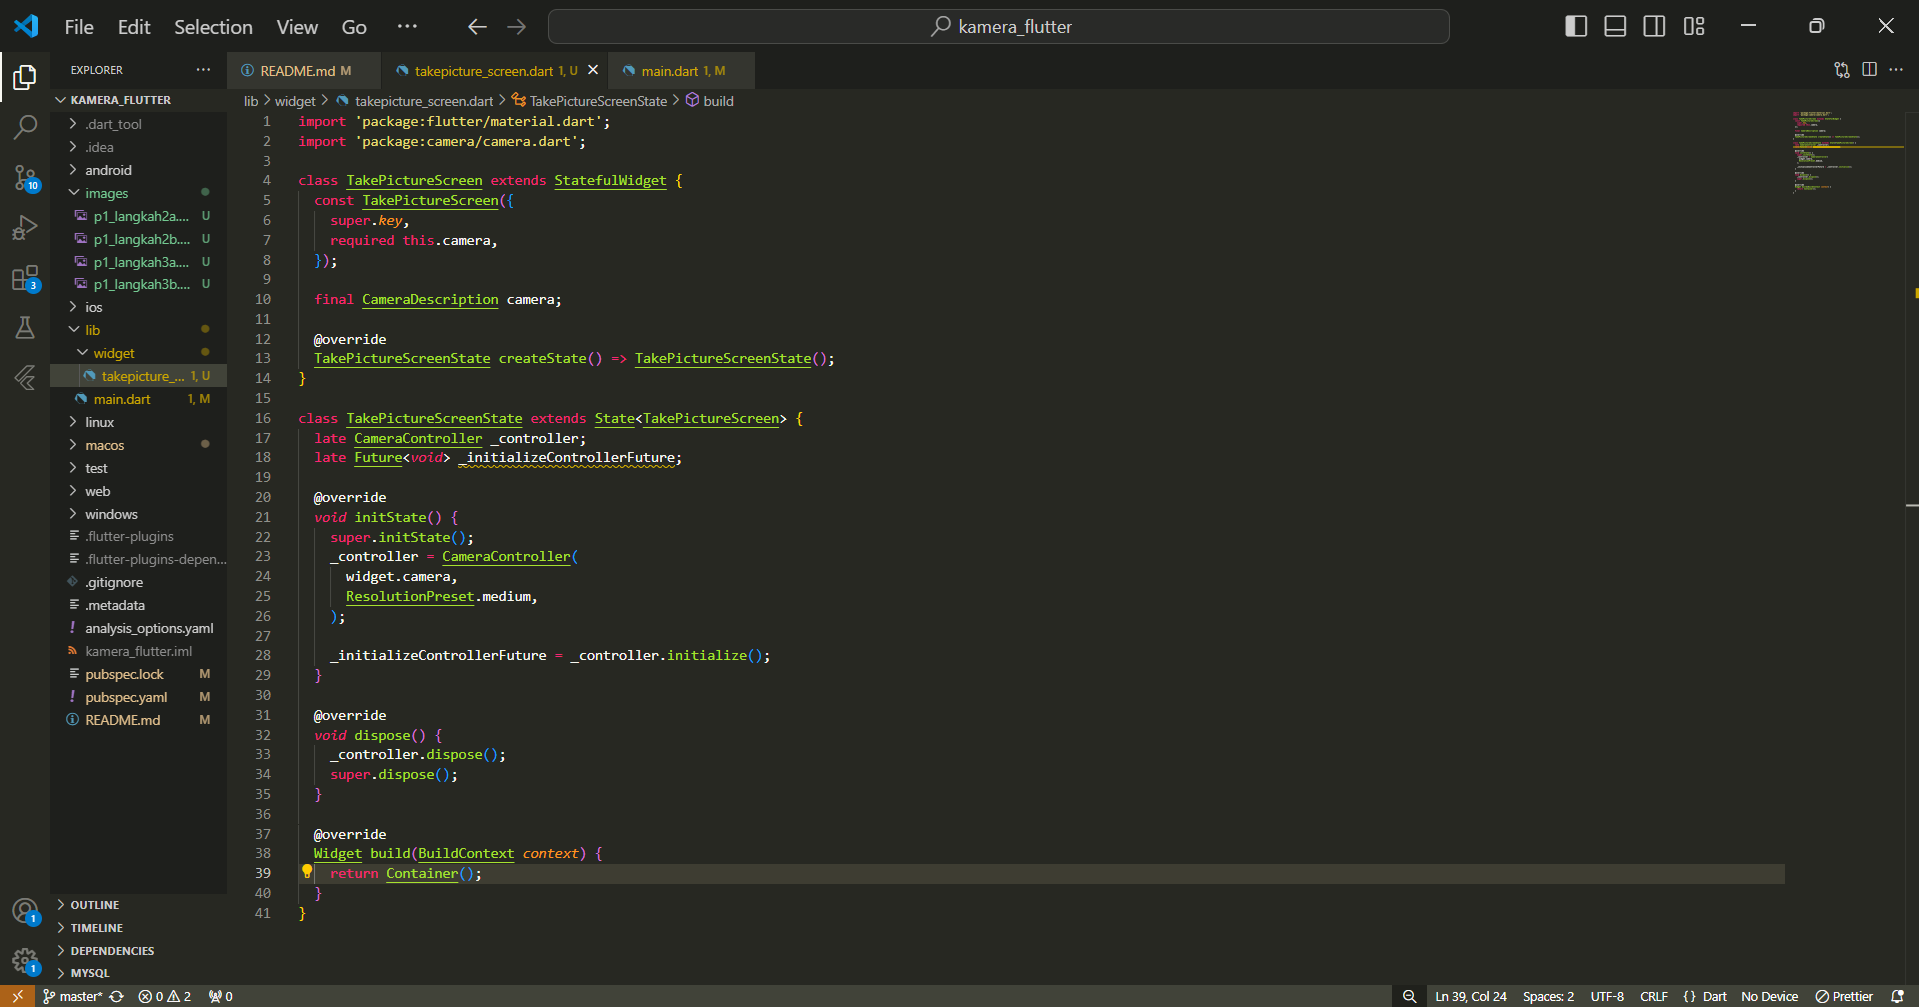 File Edit Selection View Go ··· kamera_flutter
EXPLORER ···
KAMERA_FLUTTER
.dart_tool
.idea
android
images
p1_langkah2a.... U
p1_langkah2b.... U
p1_langkah3a.... U
p1_langkah3b.... U
ios
lib
widget
takepicture_... 1, U
main.dart 1, M
linux
macos
test
web
windows
.flutter-plugins
.flutter-plugins-depen...
.gitignore
.metadata
analysis_options.yaml
kamera_flutter.iml
pubspec.lock M
pubspec.yaml M
README.md M
OUTLINE
TIMELINE
DEPENDENCIES
MYSQL
10
3
1
1
README.md M takepicture_screen.dart 1, U main.dart 1, M
lib > widget > takepicture_screen.dart > TakePictureScreenState > build
1 import 'package:flutter/material.dart';
2 import 'package:camera/camera.dart';
3
4 class TakePictureScreen extends StatefulWidget {
5 const TakePictureScreen({
6 super.key,
7 required this.camera,
8 });
9
10 final CameraDescription camera;
11
12 @override
13 TakePictureScreenState createState() => TakePictureScreenState();
14 }
15
16 class TakePictureScreenState extends State<TakePictureScreen> {
17 late CameraController _controller;
18 late Future<void> _initializeControllerFuture;
19
20 @override
21 void initState() {
22 super.initState();
23 _controller = CameraController(
24 widget.camera,
25 ResolutionPreset.medium,
26 );
27
28 _initializeControllerFuture = _controller.initialize();
29 }
30
31 @override
32 void dispose() {
33 _controller.dispose();
34 super.dispose();
35 }
36
37 @override
38 Widget build(BuildContext context) {
39 return Container();
40 }
41 }
master* 0 2 0 Ln 39, Col 24 Spaces: 2 UTF-8 CRLF {} Dart No Device Prettier